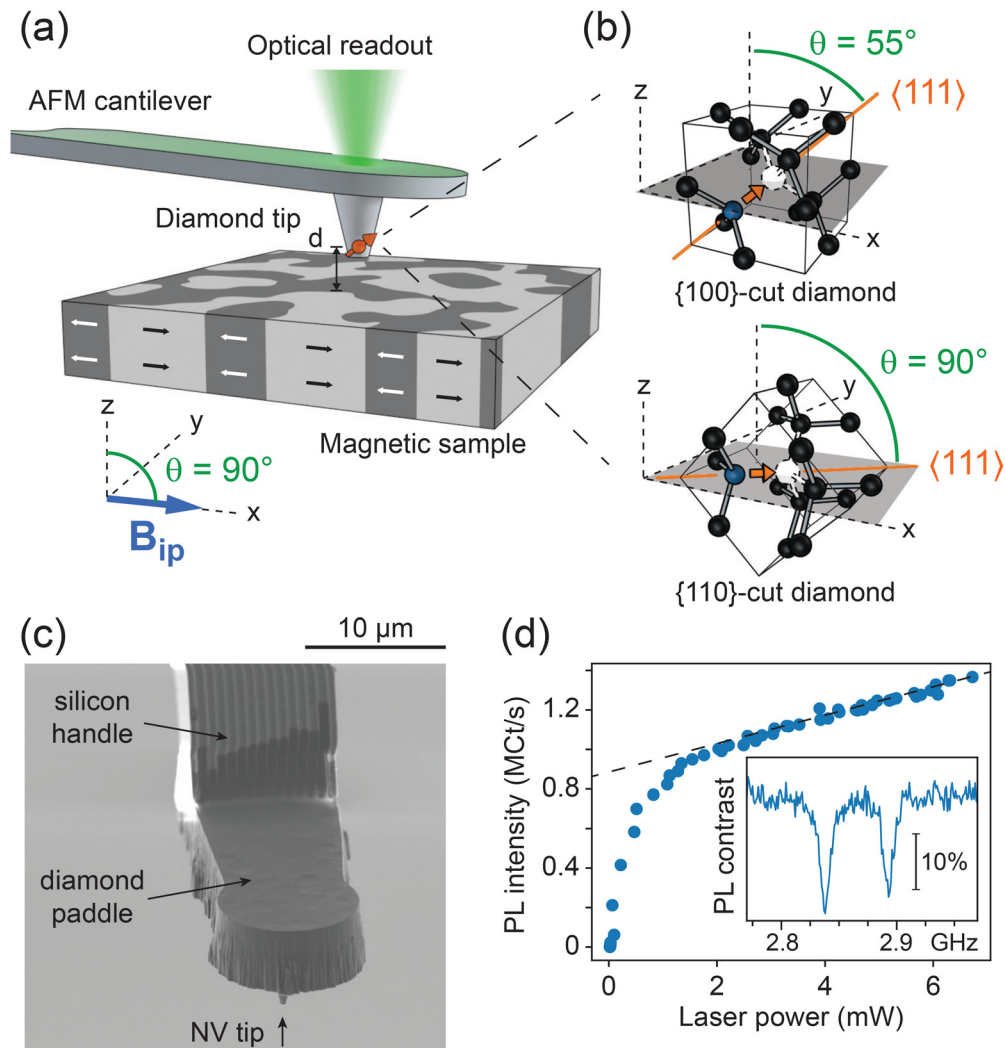 (a)
Optical readout
AFM cantilever
Diamond tip
d
Magnetic sample
z
y
θ = 90°
x
B_ip
(b)
θ = 55°
⟨111⟩
z
y
x
{100}-cut diamond
θ = 90°
z
y
⟨111⟩
x
{110}-cut diamond
(c)
10 µm
silicon
handle
diamond
paddle
NV tip
(d)
PL intensity (MCt/s)
1.2
0.8
0.4
0
0 2 4 6
Laser power (mW)
PL contrast
10%
2.8 2.9 GHz